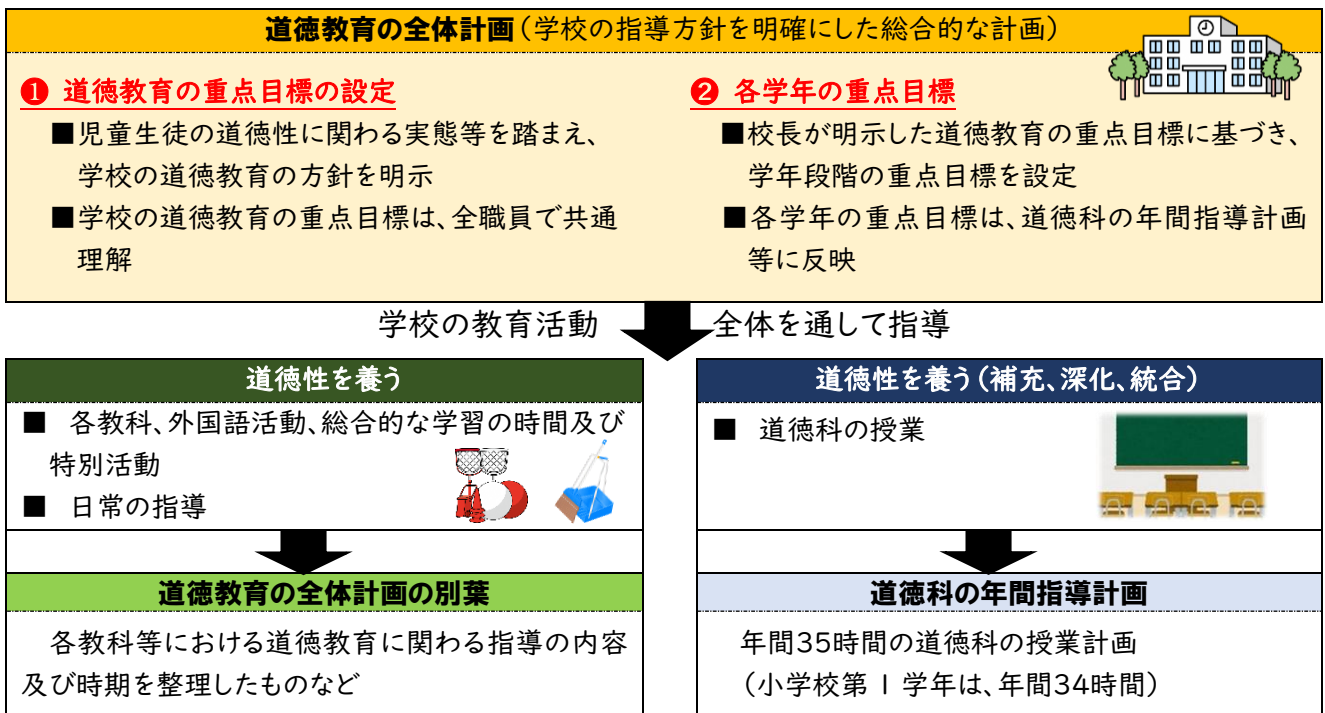 道徳教育の全体計画（学校の指導方針を明確にした総合的な計画）
❶ 道徳教育の重点目標の設定
■児童生徒の道徳性に関わる実態等を踏まえ、
学校の道徳教育の方針を明示
■学校の道徳教育の重点目標は、全職員で共通
理解
❷ 各学年の重点目標
■校長が明示した道徳教育の重点目標に基づき、
学年段階の重点目標を設定
■各学年の重点目標は、道徳科の年間指導計画
等に反映
学校の教育活動 全体を通して指導
道徳性を養う
■ 各教科、外国語活動、総合的な学習の時間及び
特別活動
■ 日常の指導
道徳教育の全体計画の別葉
各教科等における道徳教育に関わる指導の内容
及び時期を整理したものなど
道徳性を養う（補充、深化、統合）
■ 道徳科の授業
道徳科の年間指導計画
年間35時間の道徳科の授業計画
（小学校第１学年は、年間34時間）